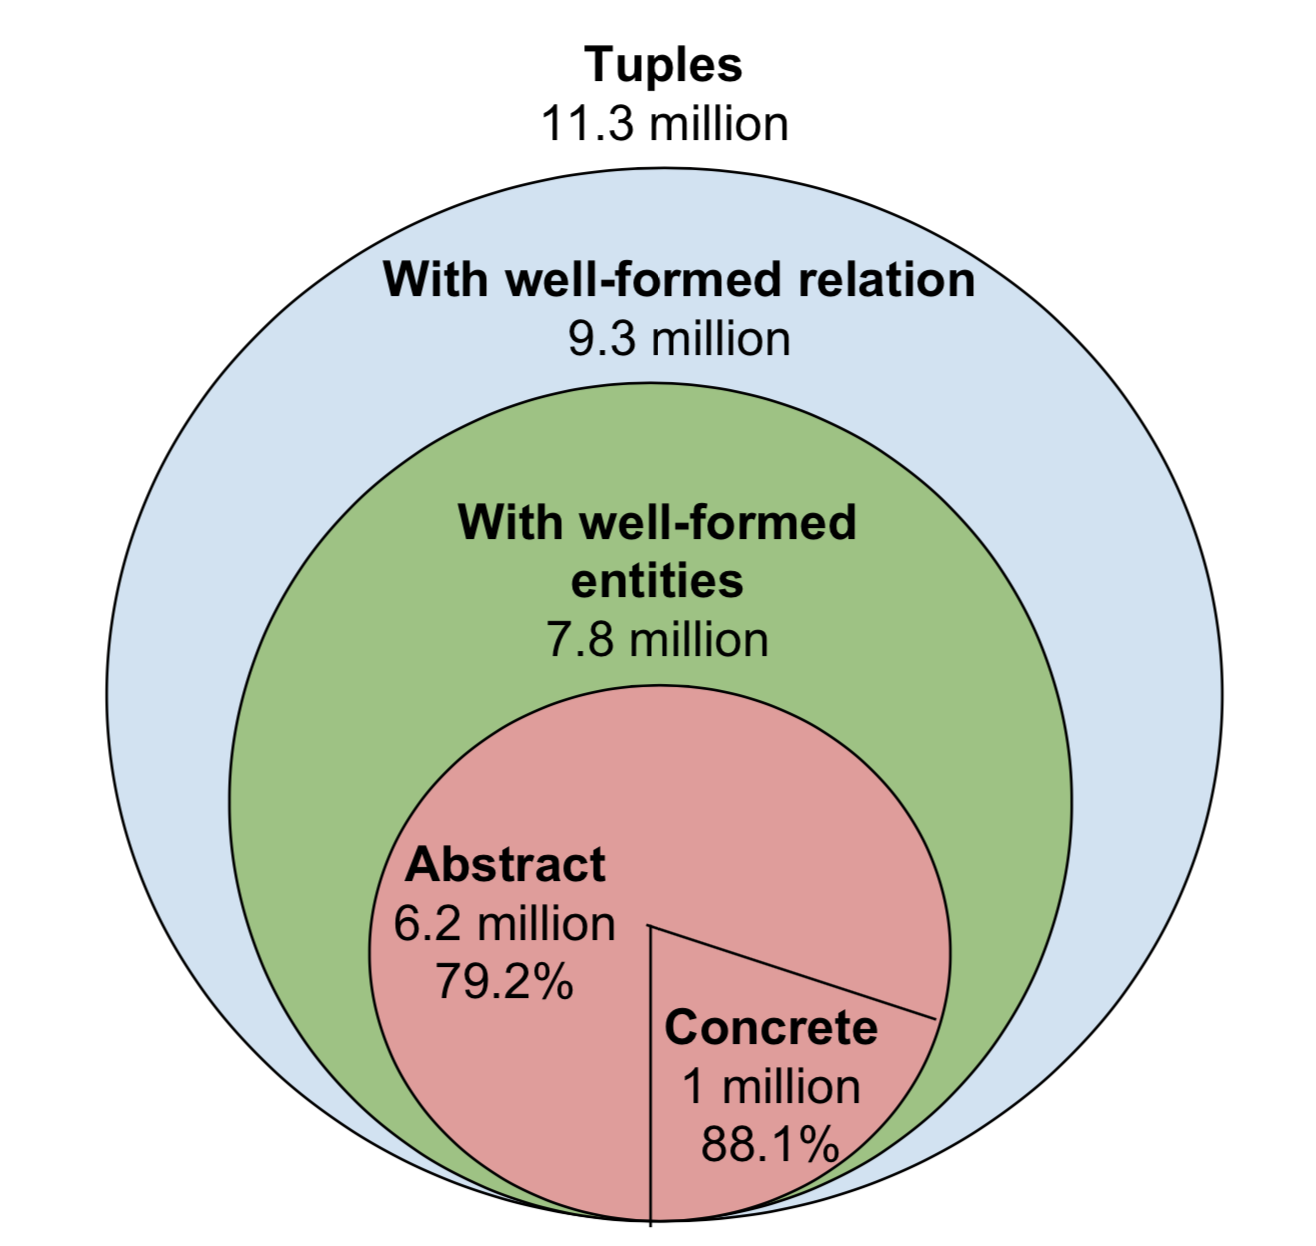 Tuples
11.3 million
With well-formed relation
9.3 million
With well-formed
entities
7.8 million
Abstract
6.2 million
79.2%
Concrete
1 million
88.1%